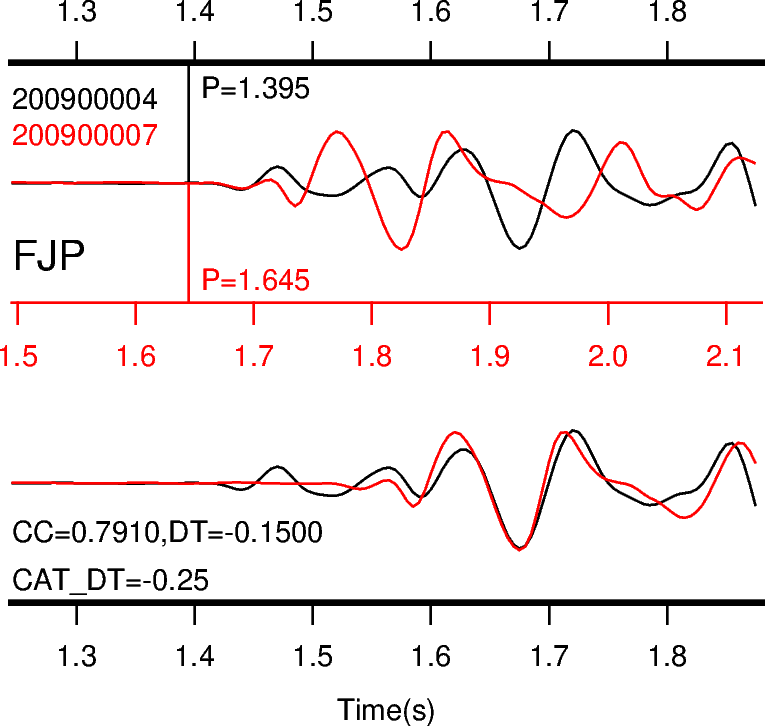 1.3 1.4 1.5 1.6 1.7 1.8
200900004
P=1.395
200900007
FJP
P=1.645
1.5 1.6 1.7 1.8 1.9 2.0 2.1
CC=0.7910,DT=-0.1500
CAT_DT=-0.25
1.3 1.4 1.5 1.6 1.7 1.8
Time(s)